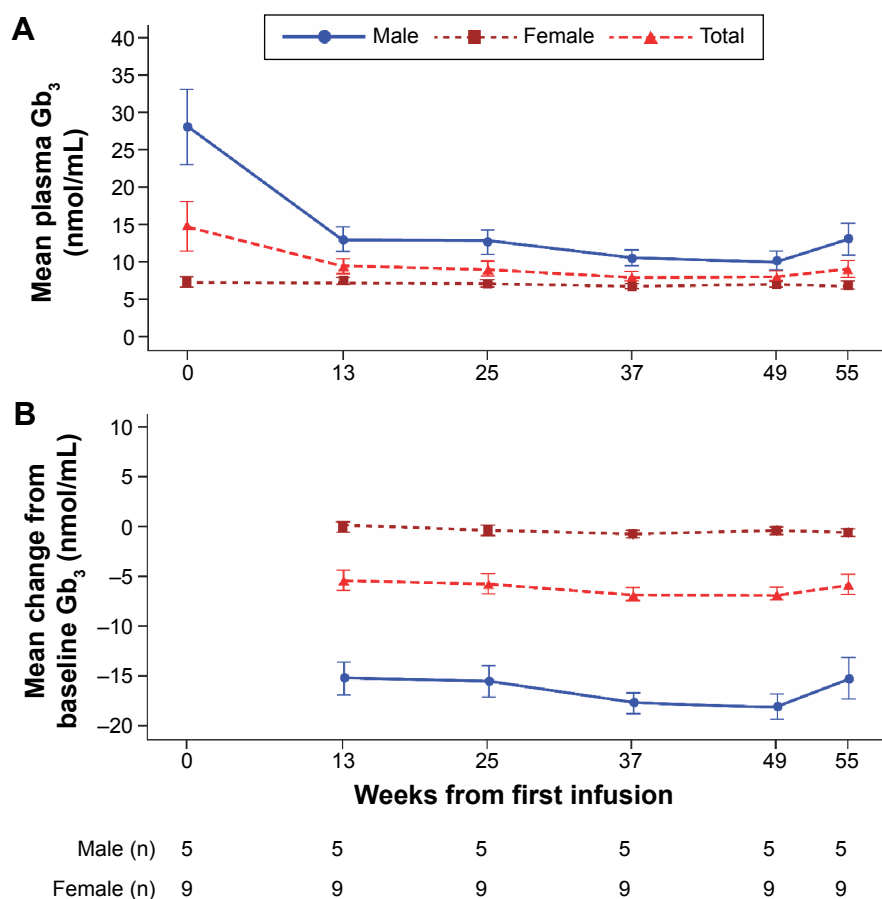 A
Male Female Total
Mean plasma Gb3
(nmol/mL)
40
35
30
25
20
15
10
5
0
0 13 25 37 49 55
B
Mean change from
baseline Gb3 (nmol/mL)
10
5
0
–5
–10
–15
–20
0 13 25 37 49 55
Weeks from first infusion
Male (n) 5 5 5 5 5 5
Female (n) 9 9 9 9 9 9